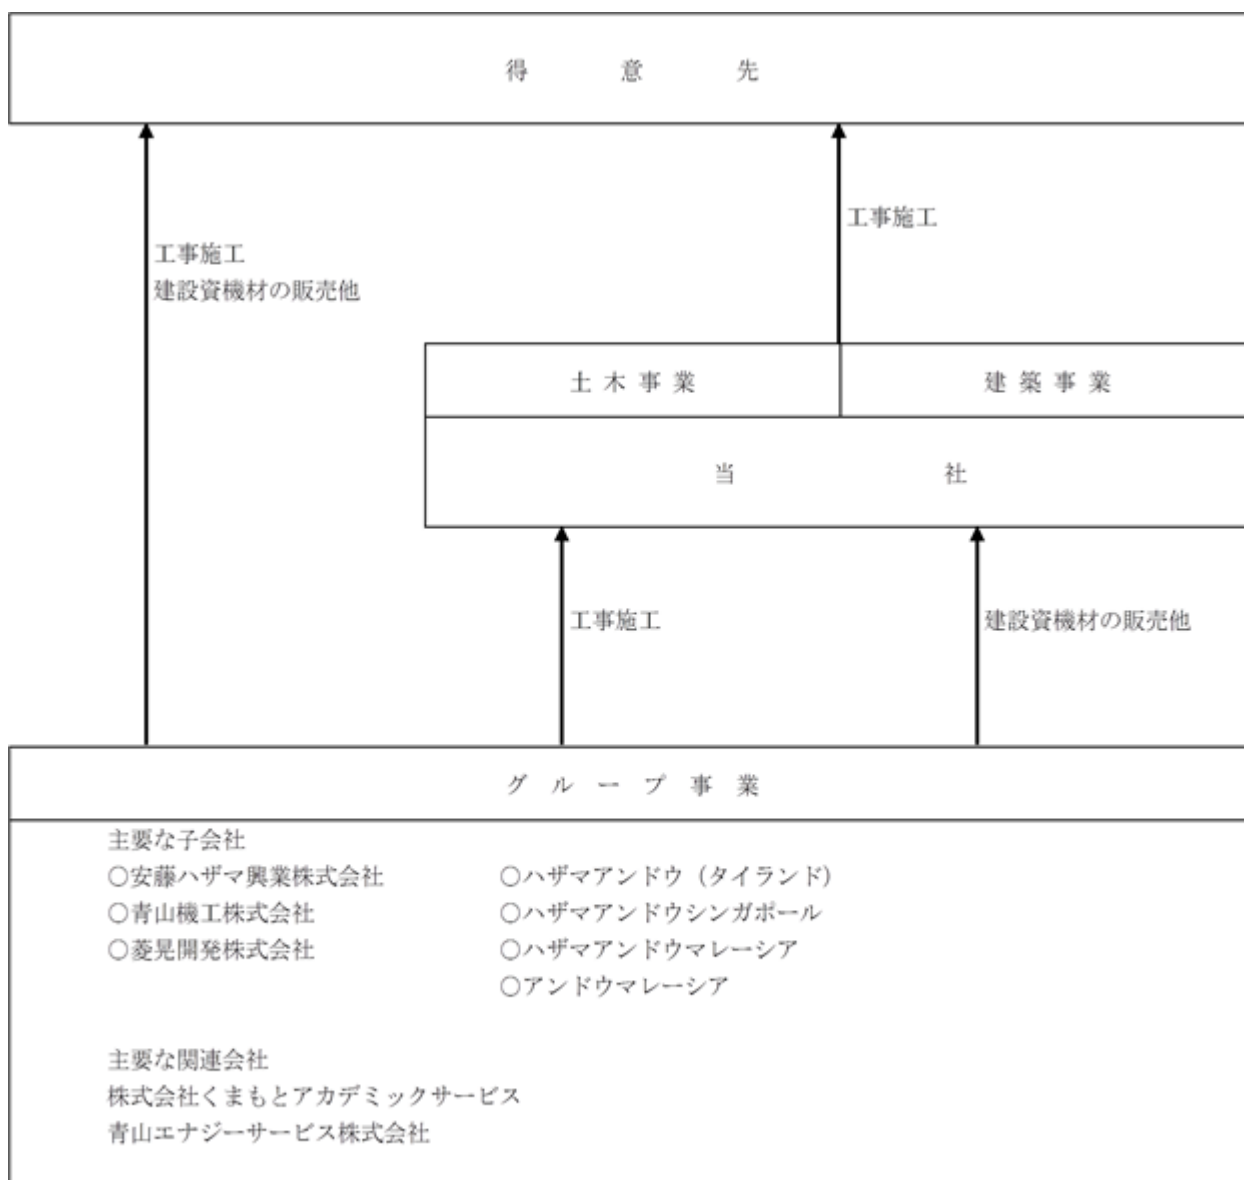 得意先
工事施工
工事施工
建設資機材の販売他
土木事業
建築事業
当社
工事施工
建設資機材の販売他
グループ事業
主要な子会社
○安藤ハザマ興業株式会社
○ハザマアンドウ（タイランド）
○青山機工株式会社
○ハザマアンドウシンガポール
○菱晃開発株式会社
○ハザマアンドウマレーシア
○アンドウマレーシア
主要な関連会社
株式会社くまもとアカデミックサービス
青山エナジーサービス株式会社